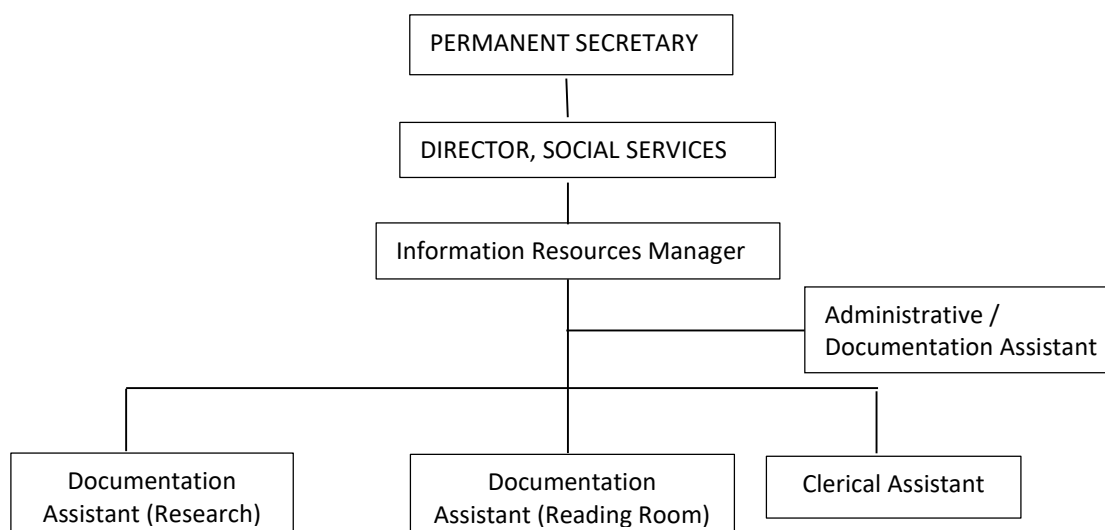 PERMANENT SECRETARY
DIRECTOR, SOCIAL SERVICES
Information Resources Manager
Administrative /
Documentation Assistant
Documentation
Assistant (Research)
Documentation
Assistant (Reading Room)
Clerical Assistant